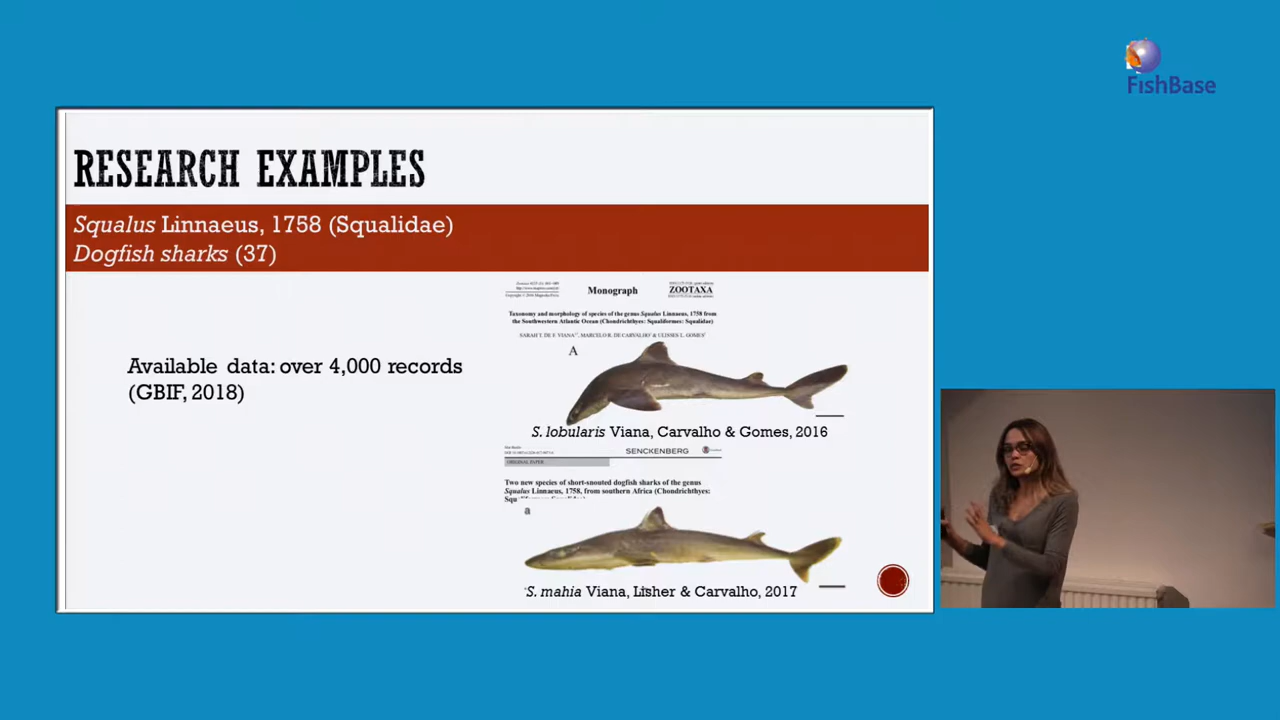 FishBase
RESEARCH EXAMPLES
Squalus Linnaeus, 1758 (Squalidae)
Dogfish sharks (37)
Available data: over 4,000 records
(GBIF, 2018)
Monograph
ZOOTAXA
Taxonomy and morphology of species of the genus Squalus Linnaeus, 1758 from
the Southwestern Atlantic Ocean (Chondrichthyes: Squaliformes: Squalidae)
SARAH T. DE F. VIANA, MARCELO R. DE CARVALHO & ULISSES L. GOMES
A
S. lobularis Viana, Carvalho & Gomes, 2016
SENCKENBERG
ORIGINAL PAPER
Two new species of short-snouted dogfish sharks of the genus
Squalus Linnaeus, 1758, from southern Africa (Chondrichthyes:
a
S. mahia Viana, Lisher & Carvalho, 2017